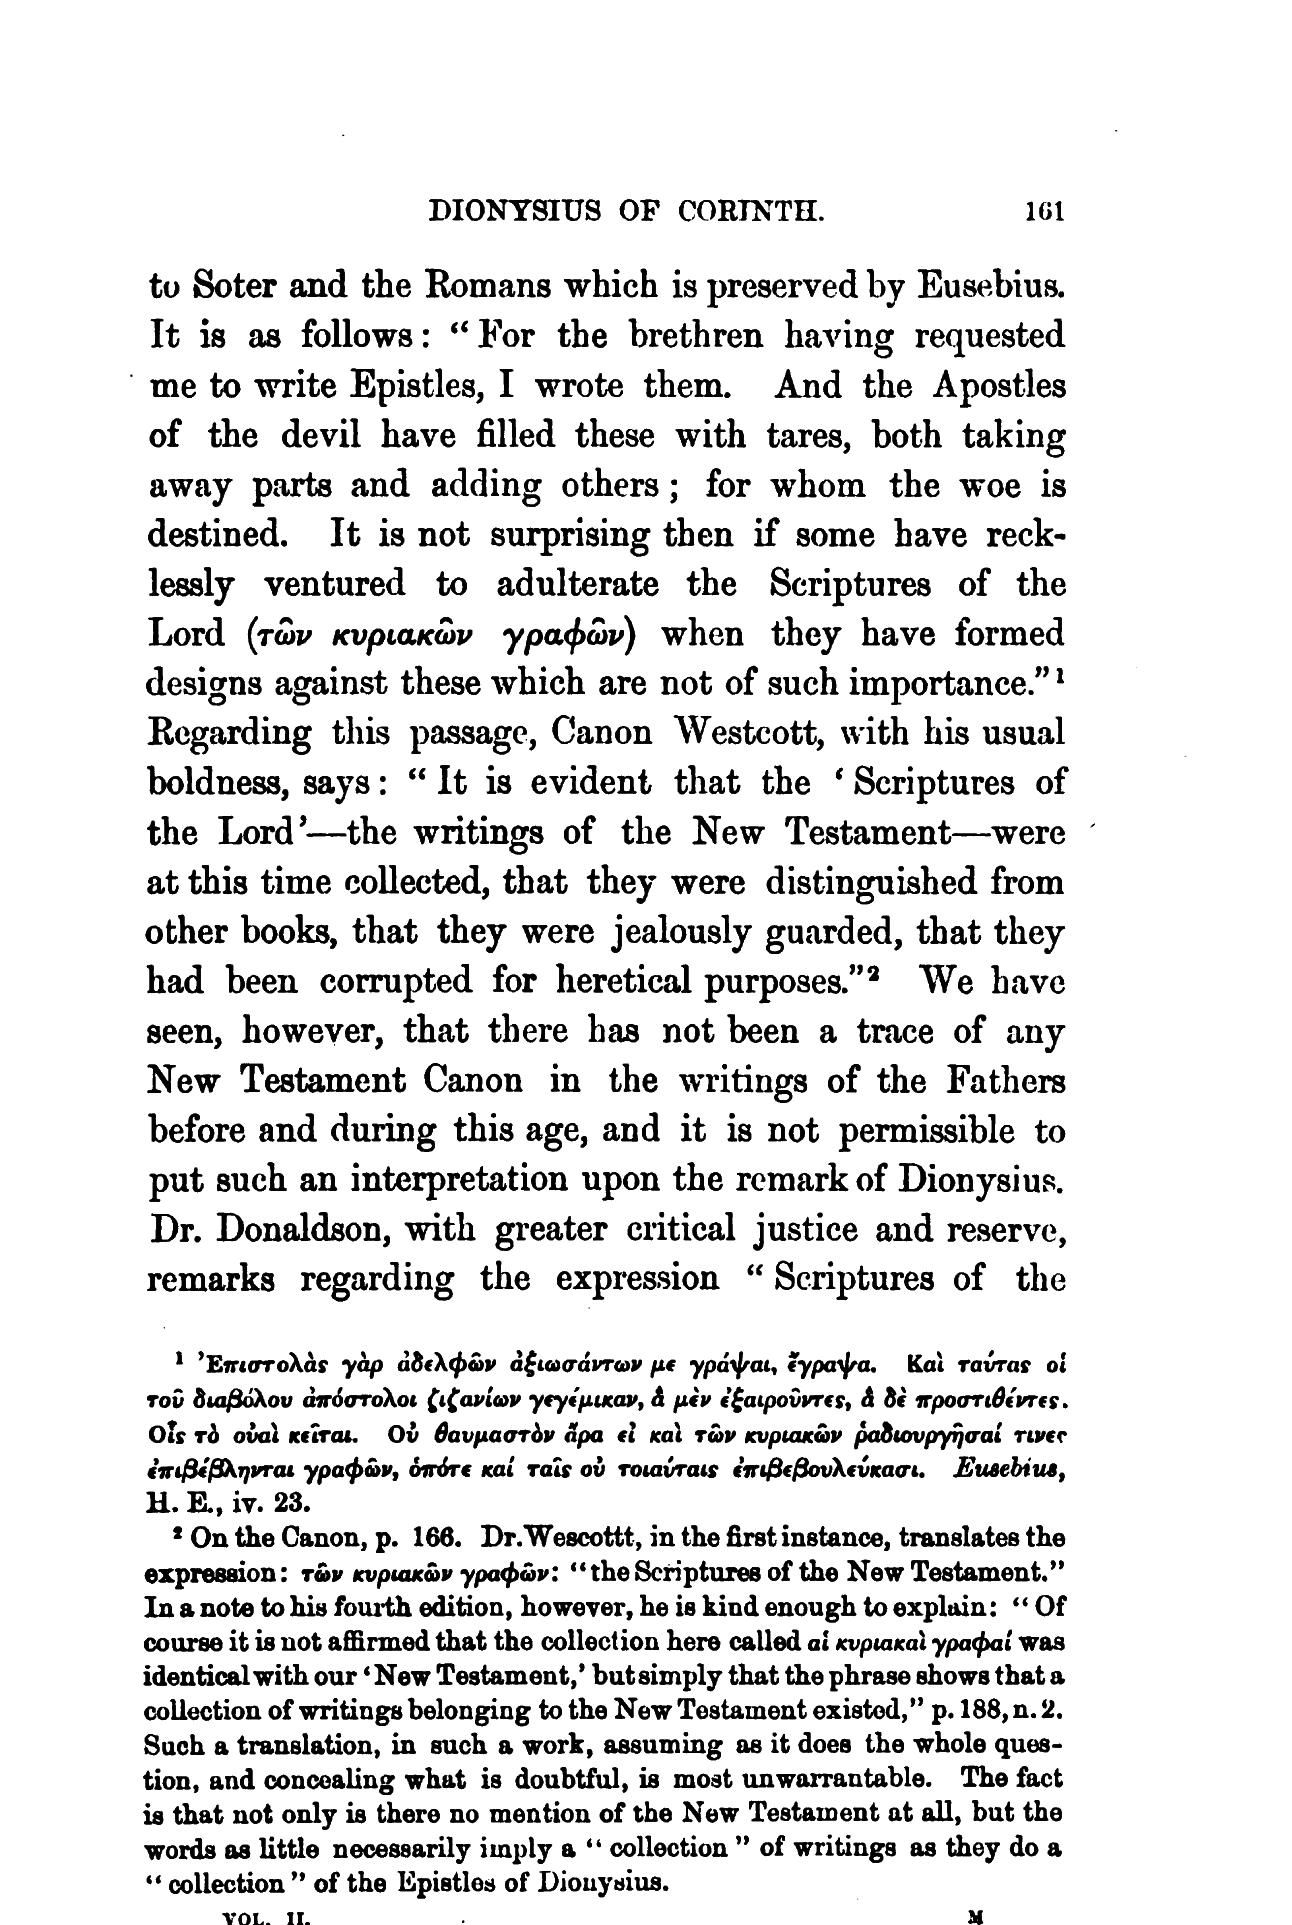 DIONYSIUS OF CORINTH. 161
to Soter and the Romans which is preserved by Eusebius.
It is as follows: “For the brethren having requested
me to write Epistles, I wrote them. And the Apostles
of the devil have filled these with tares, both taking
away parts and adding others; for whom the woe is
destined. It is not surprising then if some have reck-
lessly ventured to adulterate the Scriptures of the
Lord (τῶν κυριακῶν γραφῶν) when they have formed
designs against these which are not of such importance.”¹
Regarding this passage, Canon Westcott, with his usual
boldness, says: “It is evident that the ‘Scriptures of
the Lord’—the writings of the New Testament—were
at this time collected, that they were distinguished from
other books, that they were jealously guarded, that they
had been corrupted for heretical purposes.”² We have
seen, however, that there has not been a trace of any
New Testament Canon in the writings of the Fathers
before and during this age, and it is not permissible to
put such an interpretation upon the remark of Dionysius.
Dr. Donaldson, with greater critical justice and reserve,
remarks regarding the expression “Scriptures of the
¹ Ἐπιστολὰς γὰρ ἀδελφῶν ἀξιωσάντων με γράψαι, ἔγραψα. Καὶ ταύτας οἱ
τοῦ διαβόλου ἀπόστολοι ζιζανίων γεγέμικαν, ἃ μὲν ἐξαιροῦντες, ἃ δὲ προστιθέντες.
Οἷς τὸ οὐαὶ κεῖται. Οὐ θαυμαστὸν ἄρα εἰ καὶ τῶν κυριακῶν ῥαδιουργῆσαί τινες
ἐπιβέβληνται γραφῶν, ὁπότε καί ταῖς οὐ τοιαύταις ἐπιβεβουλεύκασι. Eusebius,
H. E., iv. 23.
² On the Canon, p. 166. Dr.Wescottt, in the first instance, translates the
expression: τῶν κυριακῶν γραφῶν: “the Scriptures of the New Testament.”
In a note to his fourth edition, however, he is kind enough to explain: “Of
course it is not affirmed that the collection here called αἱ κυριακαὶ γραφαί was
identical with our ‘New Testament,’ but simply that the phrase shows that a
collection of writings belonging to the New Testament existed,” p. 188, n. 2.
Such a translation, in such a work, assuming as it does the whole ques-
tion, and concealing what is doubtful, is most unwarrantable. The fact
is that not only is there no mention of the New Testament at all, but the
words as little necessarily imply a “collection” of writings as they do a
“collection” of the Epistles of Dionysius.
VOL. II. M